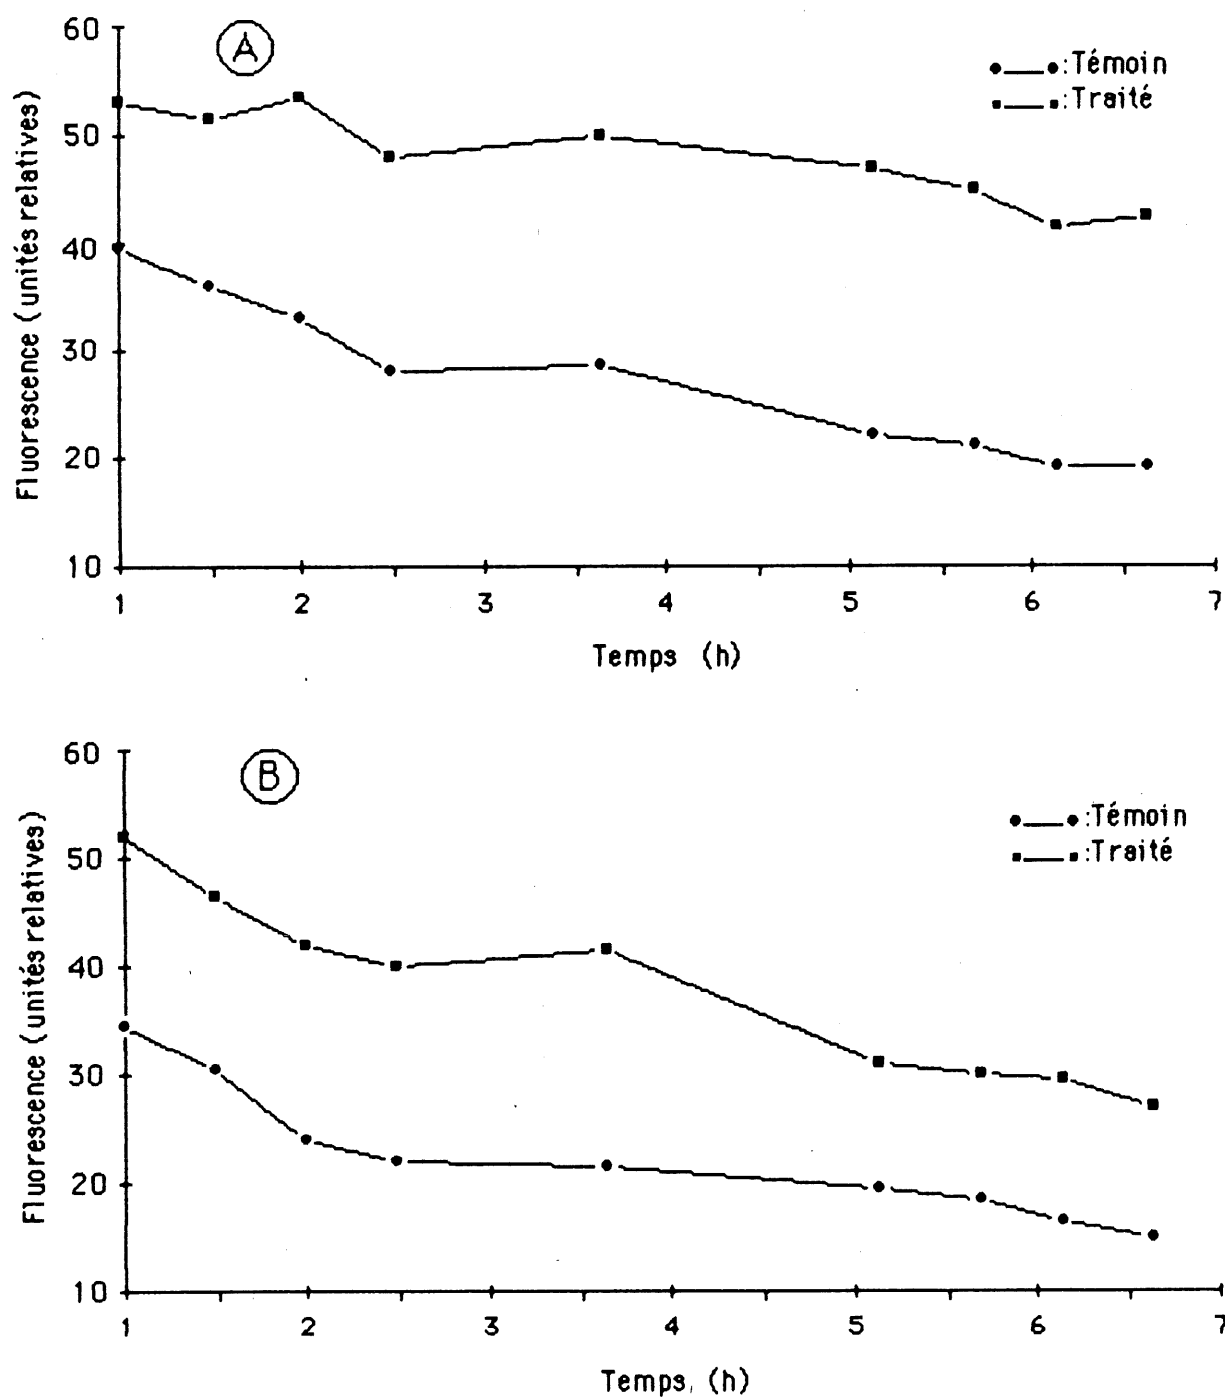 A
Témoin
Traité
Fluorescence (unités relatives)
60
50
40
30
20
10
1 2 3 4 5 6 7
Temps (h)
B
:Témoin
:Traité
Fluorescence (unités relatives)
60
50
40
30
20
10
1 2 3 4 5 6 7
Temps (h)